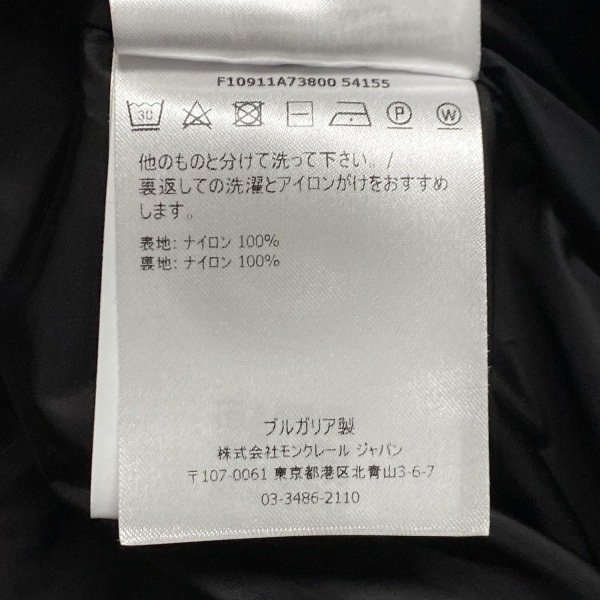 F10911A73800 54155
30 P W
他のものと分けて洗って下さい。/
裏返しての洗濯とアイロンがけをおすすめ
します。
表地: ナイロン 100%
裏地: ナイロン 100%
ブルガリア製
株式会社モンクレール ジャパン
〒107-0061 東京都港区北青山3-6-7
03-3486-2110